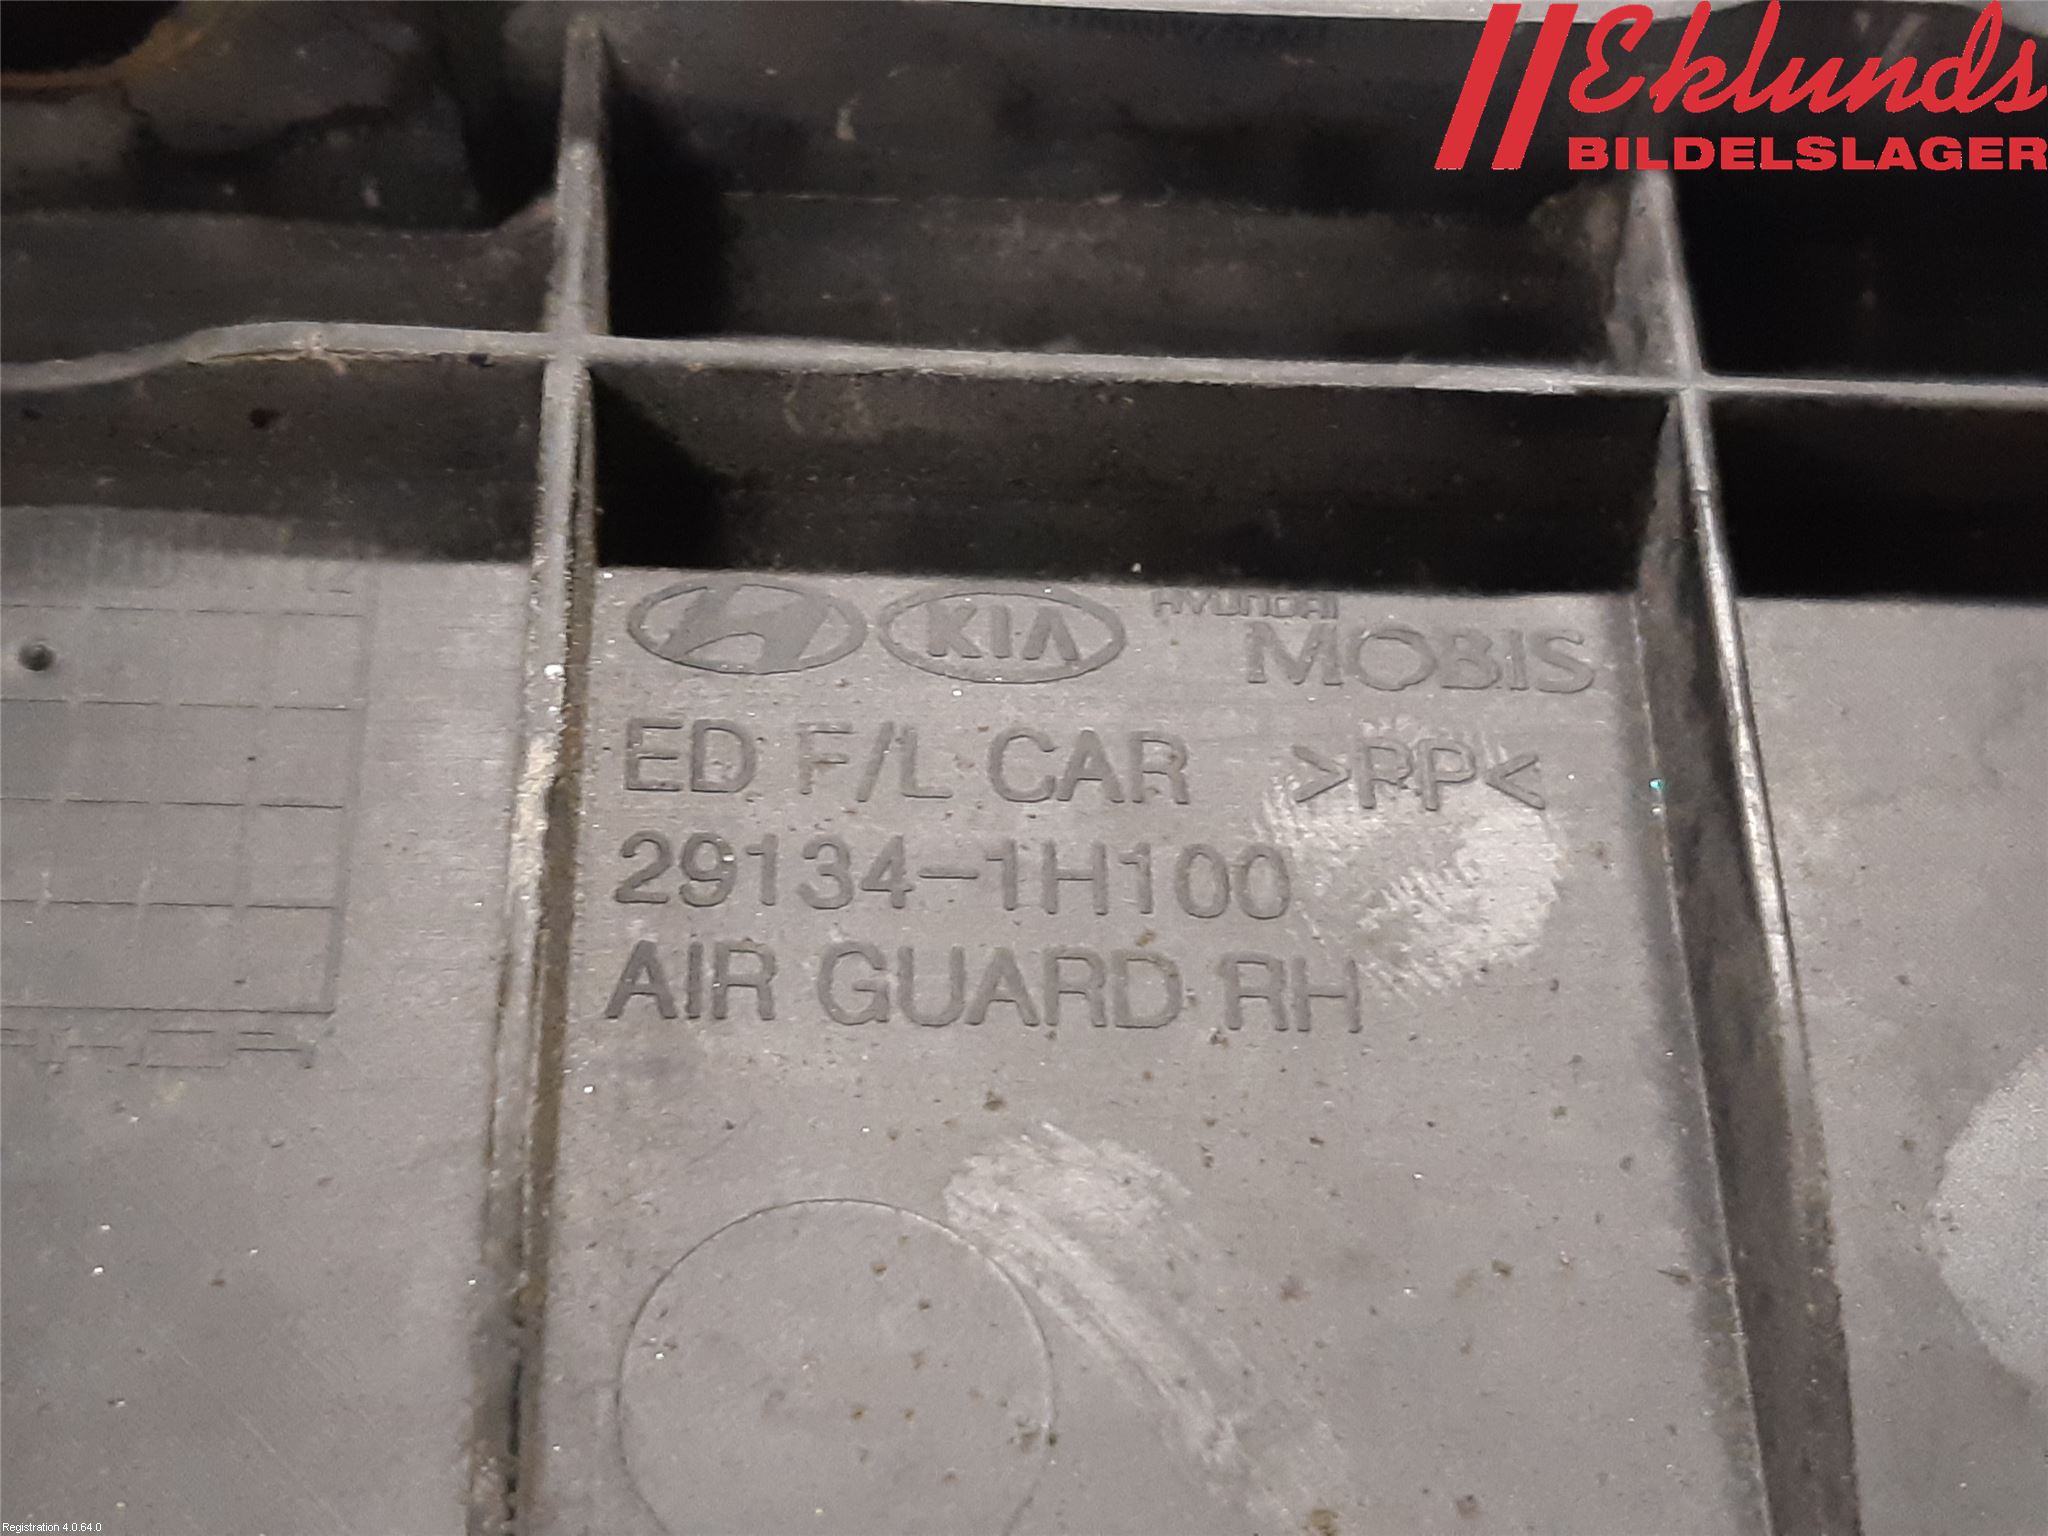 Eklunds
BILDELSLAGER
KIA
HYUNDAI
MOBIS
ED F/L CAR >PP<
29134-1H100
AIR GUARD RH
Registration 4.0.64.0